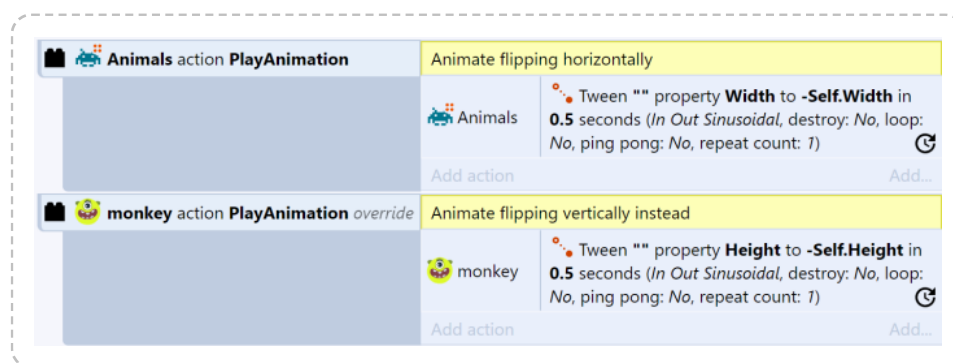 Animals action PlayAnimation
Animate flipping horizontally
Animals
Tween "" property Width to -Self.Width in
0.5 seconds (In Out Sinusoidal, destroy: No, loop:
No, ping pong: No, repeat count: 1)
Add action
Add...
monkey action PlayAnimation override
Animate flipping vertically instead
monkey
Tween "" property Height to -Self.Height in
0.5 seconds (In Out Sinusoidal, destroy: No, loop:
No, ping pong: No, repeat count: 1)
Add action
Add...